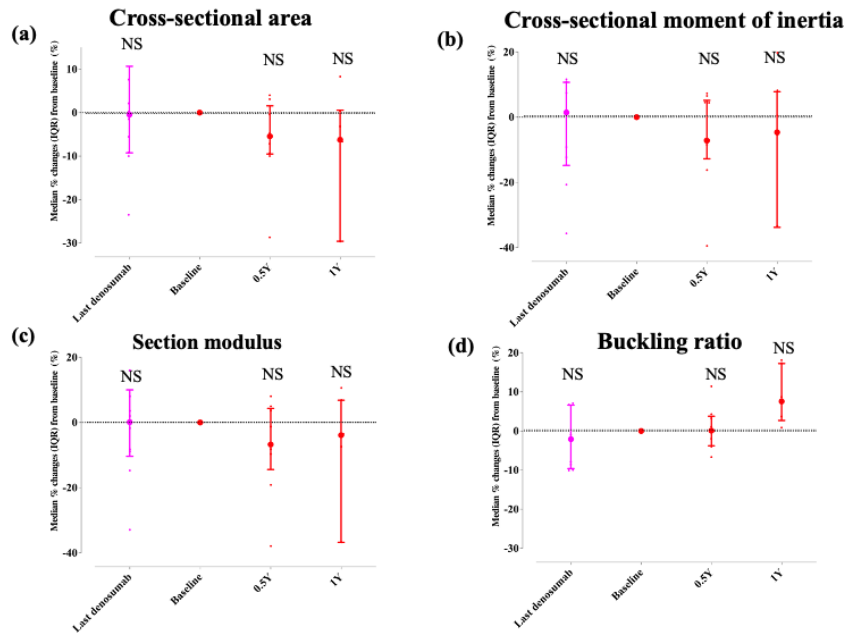 (a)
Cross-sectional area
NS
NS
NS
Median % changes (IQR) from baseline (%)
10
0
-10
-20
-30
Last denosumab
Baseline
0.5Y
1Y
(b)
Cross-sectional moment of inertia
NS
NS
NS
Median % changes (IQR) from baseline (%)
20
0
-20
-40
Last denosumab
Baseline
0.5Y
1Y
(c)
Section modulus
NS
NS
NS
Median % changes (IQR) from baseline (%)
20
0
-20
-40
Last denosumab
Baseline
0.5Y
1Y
(d)
Buckling ratio
NS
NS
NS
Median % changes (IQR) from baseline (%)
20
10
0
-10
-20
-30
Last denosumab
Baseline
0.5Y
1Y